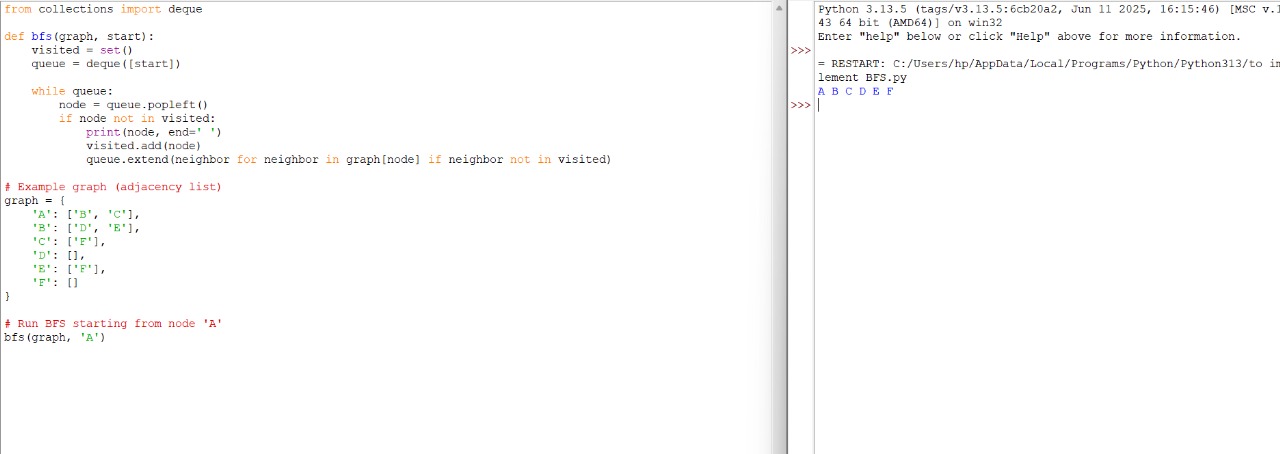 from collections import deque
def bfs(graph, start):
    visited = set()
    queue = deque([start])
    while queue:
        node = queue.popleft()
        if node not in visited:
            print(node, end=' ')
            visited.add(node)
            queue.extend(neighbor for neighbor in graph[node] if neighbor not in visited)
# Example graph (adjacency list)
graph = {
    'A': ['B', 'C'],
    'B': ['D', 'E'],
    'C': ['F'],
    'D': [],
    'E': ['F'],
    'F': []
}
# Run BFS starting from node 'A'
bfs(graph, 'A')
Python 3.13.5 (tags/v3.13.5:6cb20a2, Jun 11 2025, 16:15:46) [MSC v.1
43 64 bit (AMD64)] on win32
Enter "help" below or click "Help" above for more information.
>>>
= RESTART: C:/Users/hp/AppData/Local/Programs/Python/Python313/to im
lement BFS.py
A B C D E F
>>>